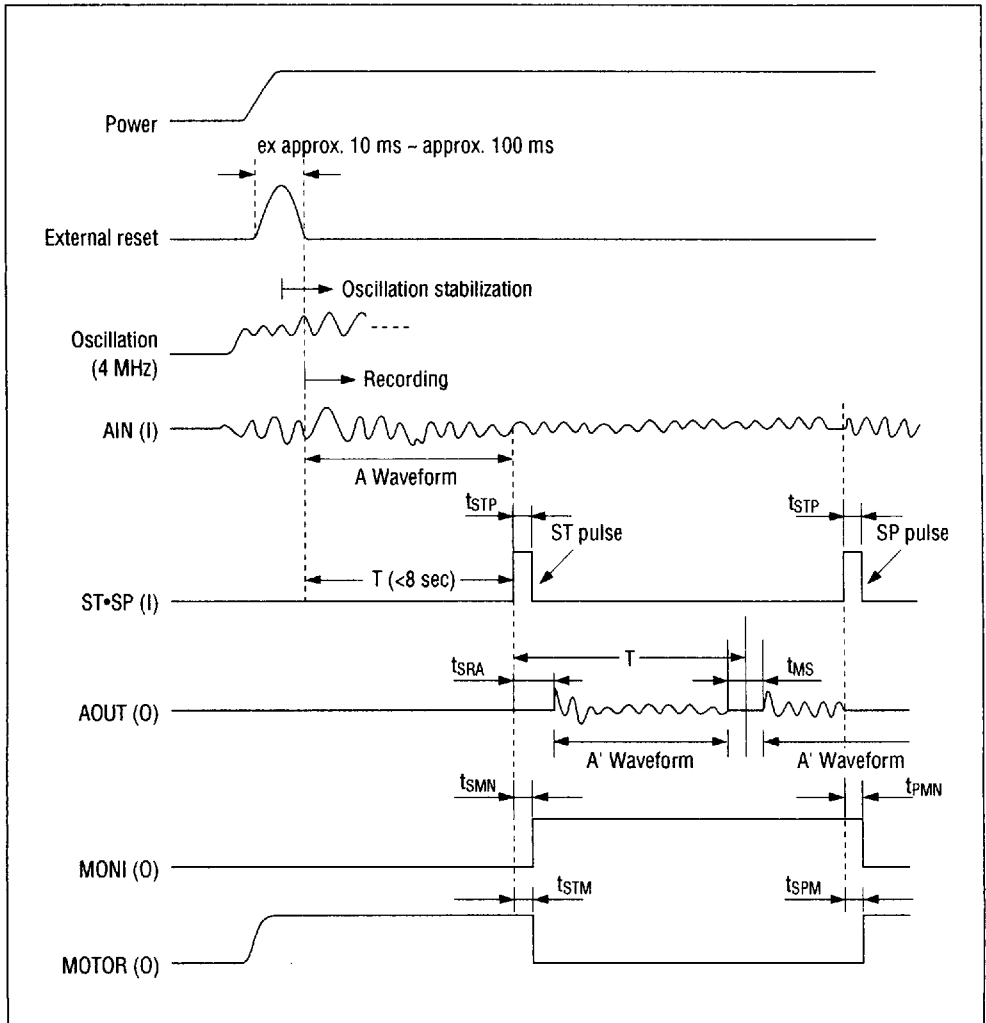 Power
ex approx. 10 ms ~ approx. 100 ms
External reset
Oscillation stabilization
Oscillation
(4 MHz)
Recording
AIN (I)
A Waveform
tSTP
tSTP
ST pulse
SP pulse
T (<8 sec)
ST•SP (I)
T
tSRA
tMS
AOUT (O)
A' Waveform
A' Waveform
tSMN
tPMN
MONI (O)
tSTM
tSPM
MOTOR (O)